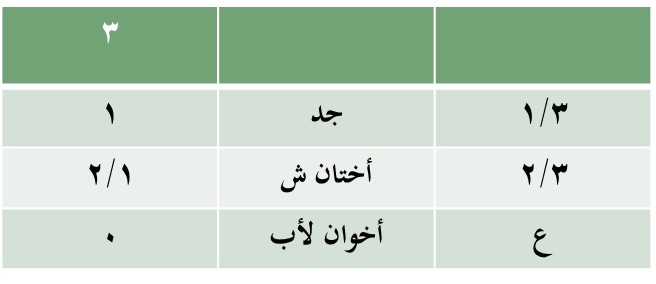 ٣
١/٣ جد ١
٢/٣ أختان ش ٢/١
ع أخوان لأب ٠